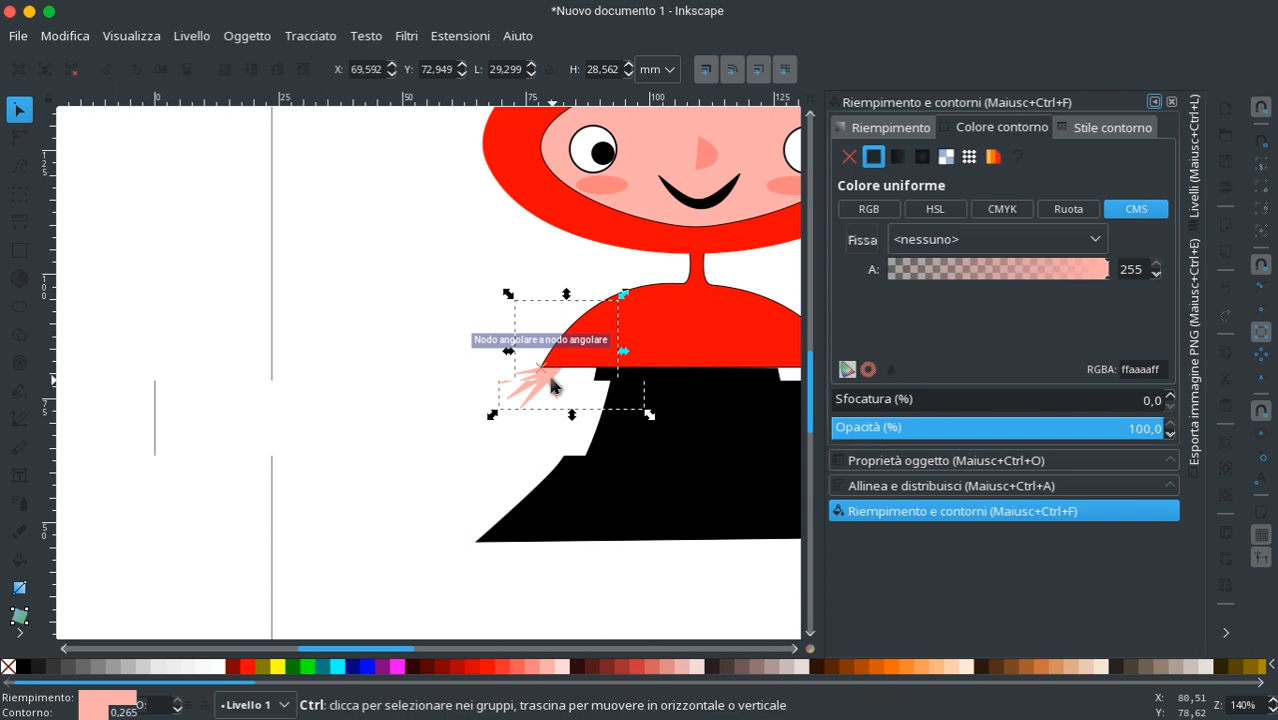 *Nuovo documento 1 - Inkscape
File Modifica Visualizza Livello Oggetto Tracciato Testo Filtri Estensioni Aiuto
X: 69,592 Y: 72,949 L: 29,299 H: 28,562 mm
0 25 50 75 100 125
Riempimento e contorni (Maiusc+Ctrl+F)
Riempimento Colore contorno Stile contorno
Colore uniforme
RGB HSL CMYK Ruota CMS
Fissa <nessuno>
A: 255
RGBA: ffaaaaff
Sfocatura (%) 0,0
Opacità (%) 100,0
Proprietà oggetto (Maiusc+Ctrl+O)
Allinea e distribuisci (Maiusc+Ctrl+A)
Riempimento e contorni (Maiusc+Ctrl+F)
Livelli (Maiusc+Ctrl+L)
Esporta immagine PNG (Maiusc+Ctrl+E)
125
100
75
50
Nodo angolare a nodo angolare
Riempimento:
Contorno: 0,265
O:
•Livello 1
Ctrl: clicca per selezionare nei gruppi, trascina per muovere in orizzontale o verticale
X: 80,51
Y: 78,62
Z: 140%